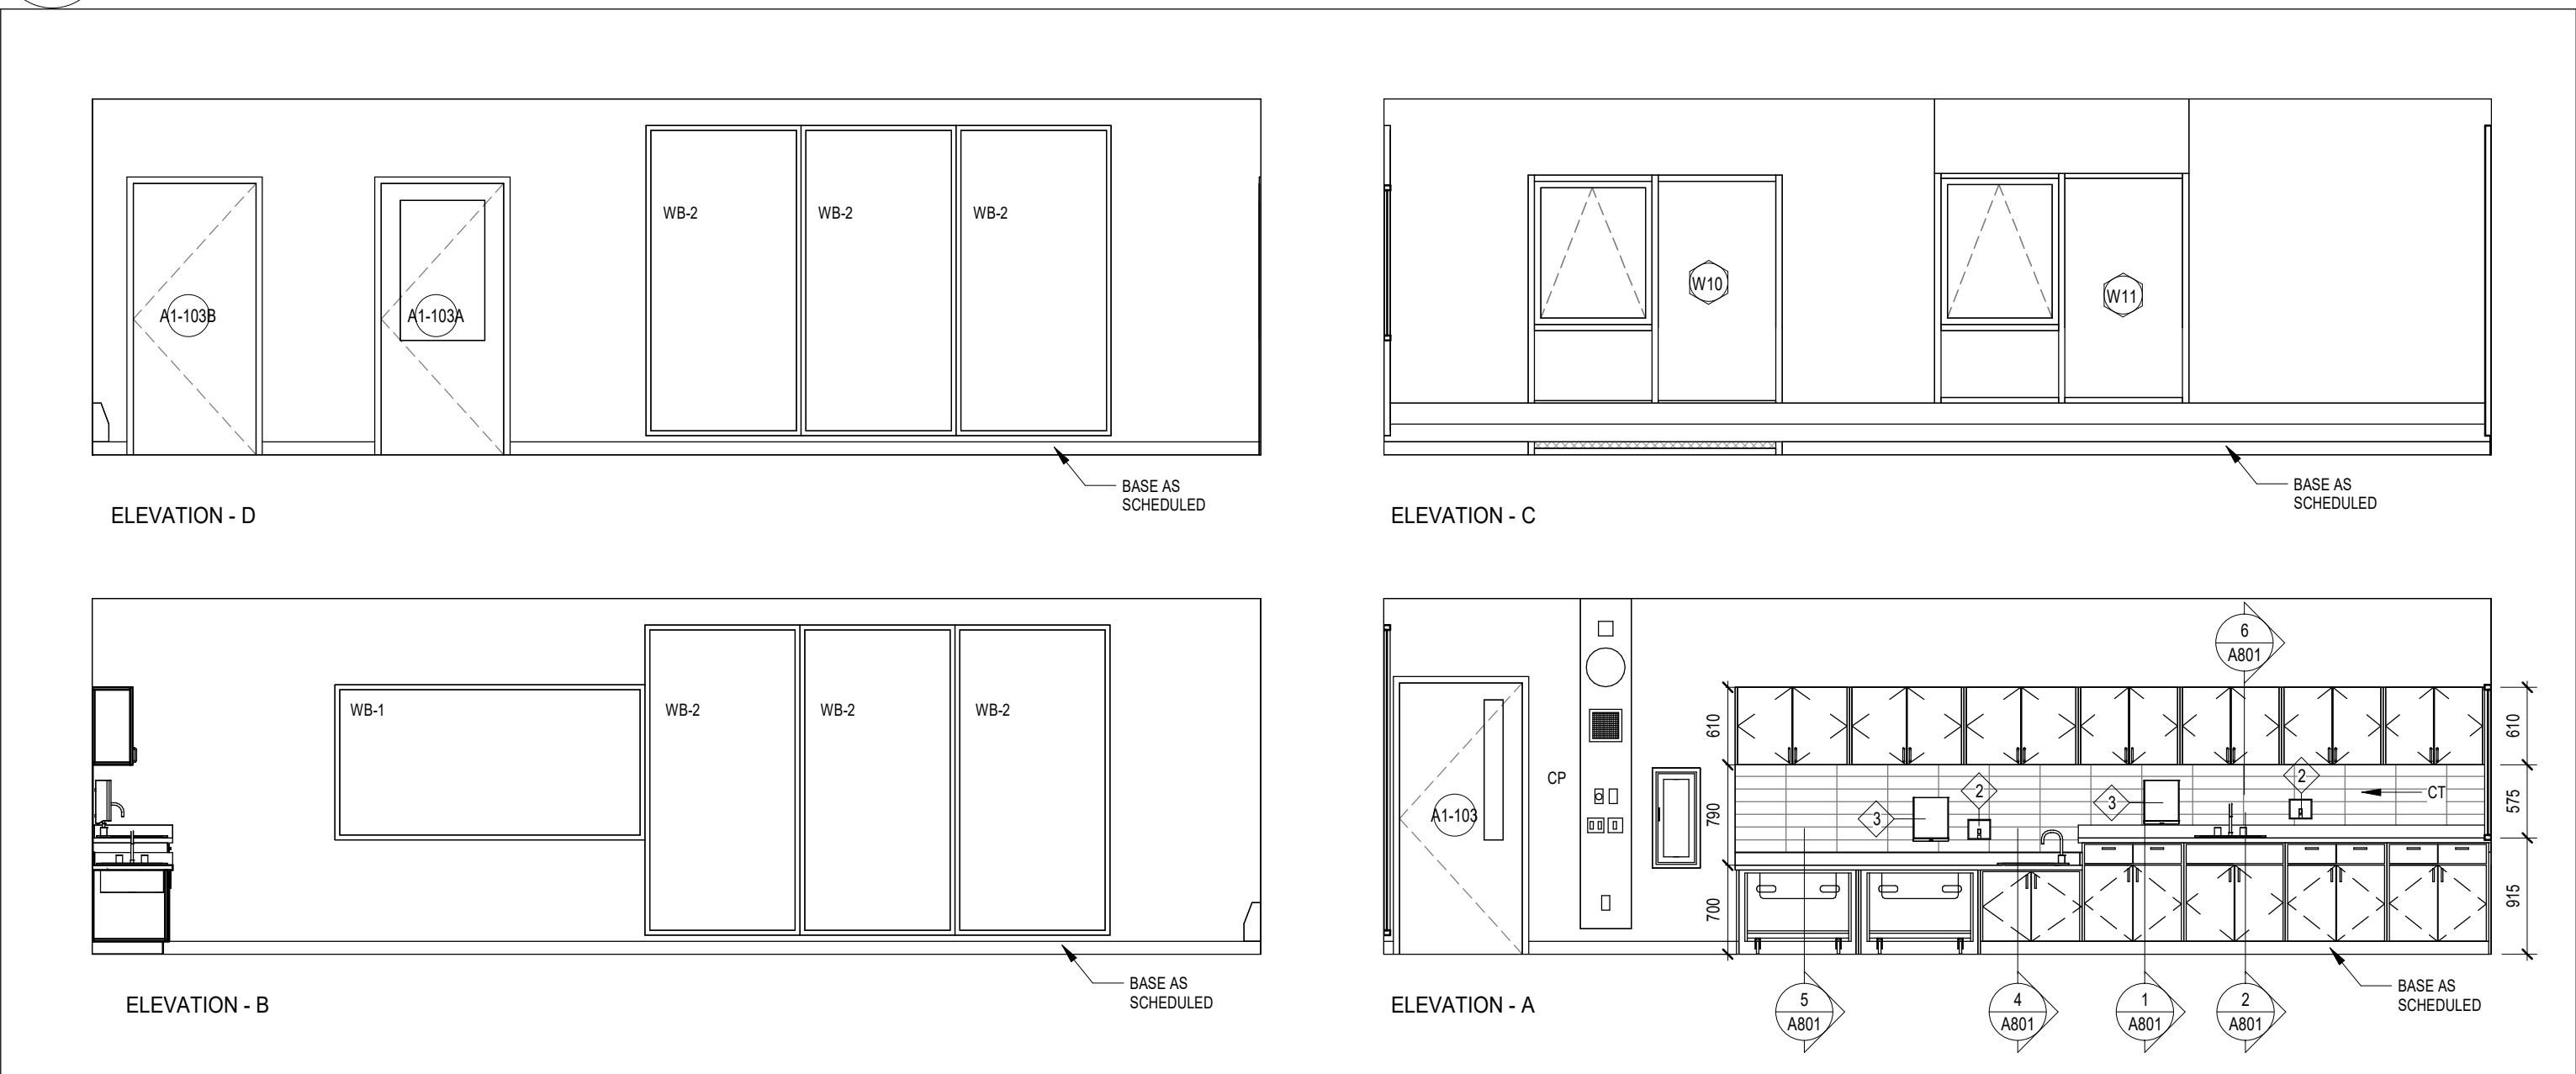 A1-103B
A1-103A
WB-2
WB-2
WB-2
BASE AS
SCHEDULED
ELEVATION - D
W10
W11
BASE AS
SCHEDULED
ELEVATION - C
WB-1
WB-2
WB-2
WB-2
BASE AS
SCHEDULED
ELEVATION - B
6
A801
610
610
CP
2
2
CT
3
3
A1-103
790
575
700
915
BASE AS
SCHEDULED
5
A801
4
A801
1
A801
2
A801
ELEVATION - A